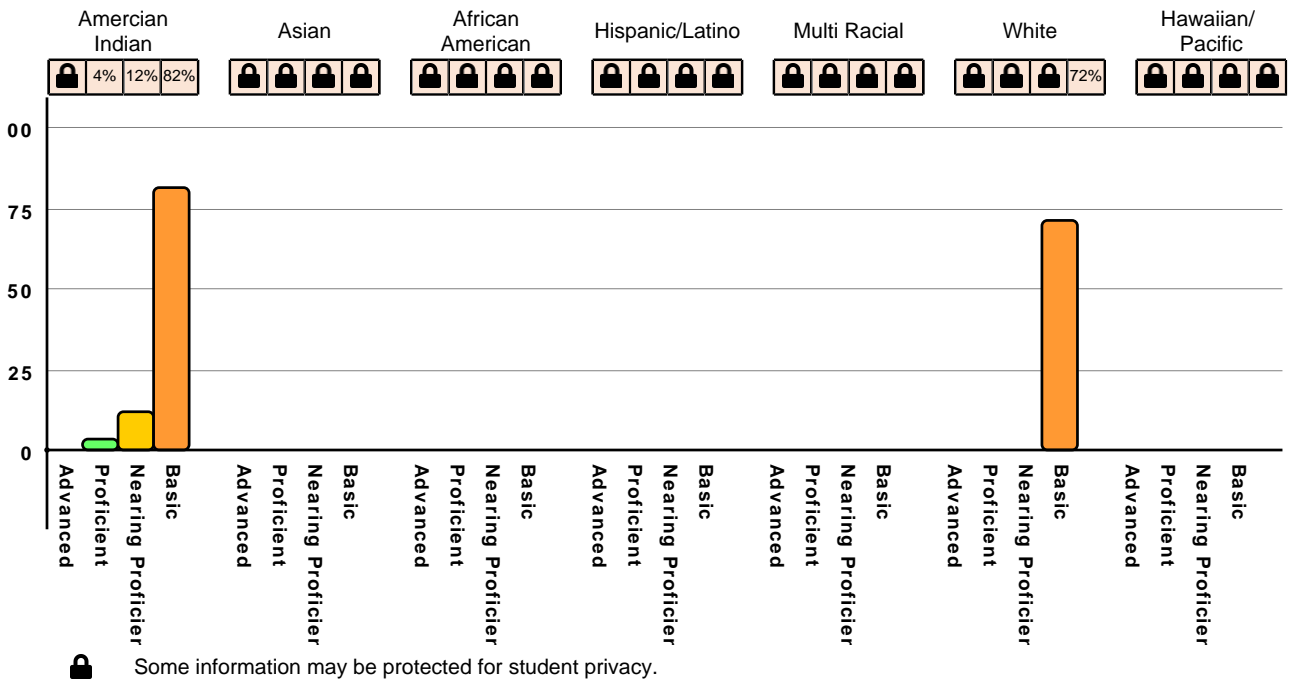 Amercian
Indian
Asian
African
American
Hispanic/Latino
Multi Racial
White
Hawaiian/
Pacific
4% 12% 82%
72%
00
75
50
25
0
Advanced
Proficient
Nearing Proficier
Basic
Advanced
Proficient
Nearing Proficier
Basic
Advanced
Proficient
Nearing Proficier
Basic
Advanced
Proficient
Nearing Proficier
Basic
Advanced
Proficient
Nearing Proficier
Basic
Advanced
Proficient
Nearing Proficier
Basic
Advanced
Proficient
Nearing Proficier
Basic
Some information may be protected for student privacy.